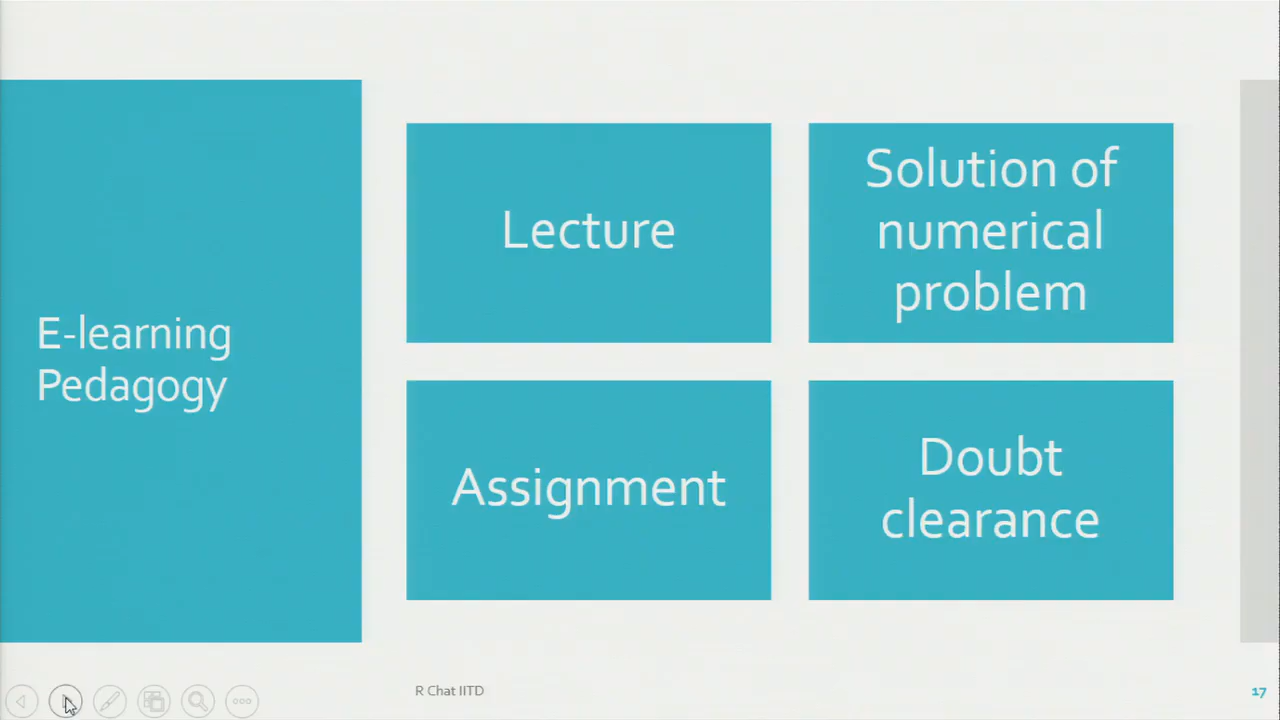 E-learning
Pedagogy
Lecture
Solution of
numerical
problem
Assignment
Doubt
clearance
R Chat IITD
17